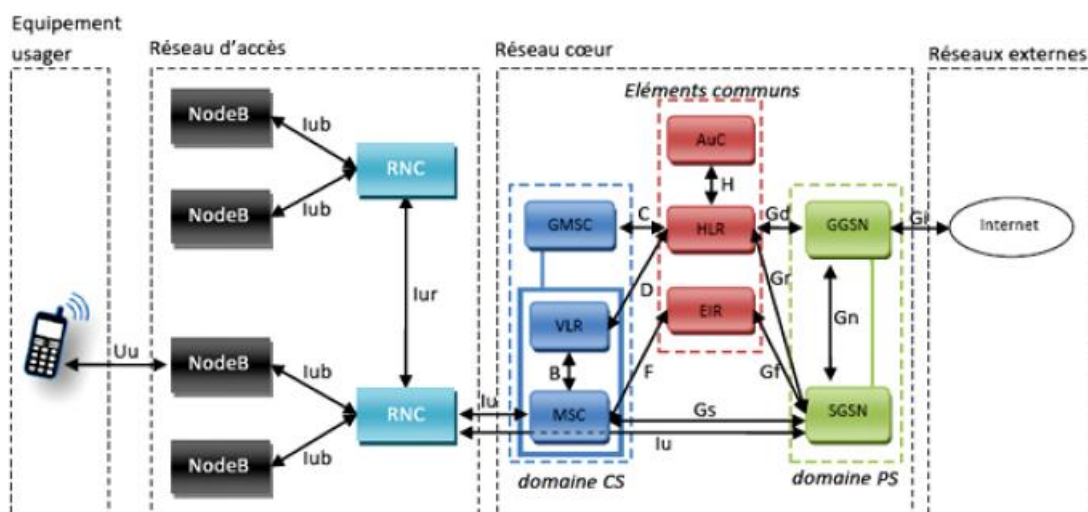 Equipement
usager
Réseau d'accès
Réseau cœur
Réseaux externes
Eléments communs
NodeB
Iub
RNC
NodeB
Iub
Iur
Uu
NodeB
Iub
RNC
NodeB
Iub
Iu
AuC
H
GMSC
C
HLR
Gd
GGSN
Gi
Internet
D
Gr
VLR
EIR
Gn
B
F
Gf
MSC
Gs
SGSN
Iu
domaine CS
domaine PS